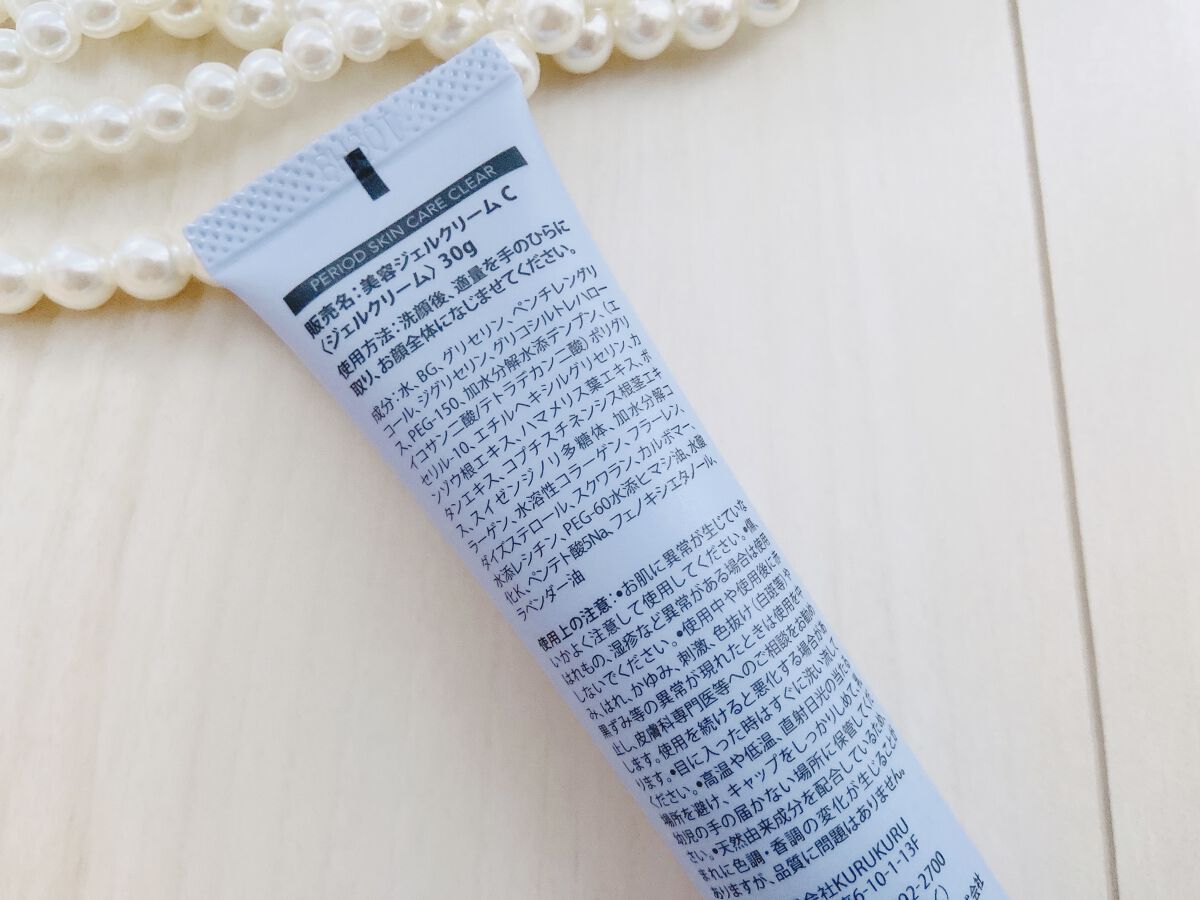 PERIOD SKIN CARE CLEAR
販売名:美容ジェルクリームC
〈ジェルクリーム〉30g
使用方法:洗顔後、適量を手のひらに
取り、お顔全体になじませてください。
成分:水、BG、グリセリン、ペンチレングリ
コール、ジグリセリン、グリコシルトレハロー
ス、PEG-150、加水分解水添デンプン、(エ
イコサン二酸/テトラデカン二酸)ポリグリ
セリル-10、エチルヘキシルグリセリン、カ
ンゾウ根エキス、ハマメリス葉エキス、ボ
タンエキス、コプチスチネンシス根茎エキ
ス、スイゼンジノリ多糖体、加水分解コ
ラーゲン、水溶性コラーゲン、フラーレン、
ダイズステロール、スクワラン、カルボマー、
水添レシチン、PEG-60水添ヒマシ油、水酸
化K、ペンテト酸5Na、フェノキシエタノール、
ラベンダー油
使用上の注意:•お肌に異常が生じていな
いかよく注意して使用してください。•傷、
はれもの、湿疹など異常がある場合は使用
しないでください。•使用中や使用後に赤
み、はれ、かゆみ、刺激、色抜け(白斑等)や
黒ずみ等の異常が現れたときは使用を中
止し、皮膚科専門医等へのご相談をお勧め
します。使用を続けると悪化する場合があ
ります。•目に入った時はすぐに洗い流して
ください。•高温や低温、直射日光の当たる
場所を避け、キャップをしっかりしめて、
幼児の手の届かない場所に保管してくだ
さい。•天然由来成分を配合しているため、
まれに色調・香調の変化が生じることが
ありますが、品質に問題はありません。
会社KURUKURU
6-10-1-13F
92-2700